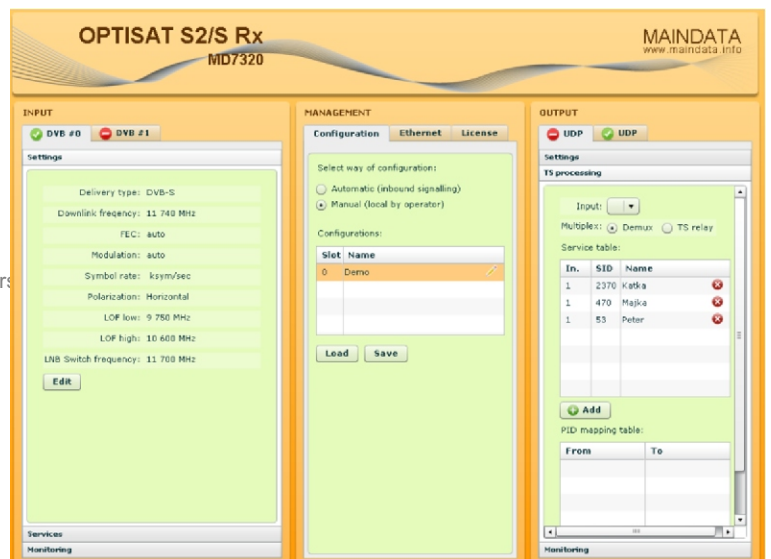 OPTISAT S2/S Rx
MD7320
MAINDATA
www.maindata.info
INPUT
DVB #0
DVB #1
Settings
Delivery type: DVB-S
Downlink freqency: 11 740 MHz
FEC: auto
Modulation: auto
Symbol rate: ksym/sec
Polarization: Horizontal
LOF low: 9 750 MHz
LOF high: 10 600 MHz
LNB Switch frequency: 11 700 MHz
Edit
Services
Monitoring
MANAGEMENT
Configuration
Ethernet
License
Select way of configuration:
Automatic (inbound signalling)
Manual (local by operator)
Configurations:
Slot Name
0 Demo
Load
Save
OUTPUT
UDP
UDP
Settings
TS processing
Input:
Multiplex: Demux TS relay
Service table:
In. SID Name
1 2370 Katka
1 470 Majka
1 53 Peter
Add
PID mapping table:
From To
Monitoring